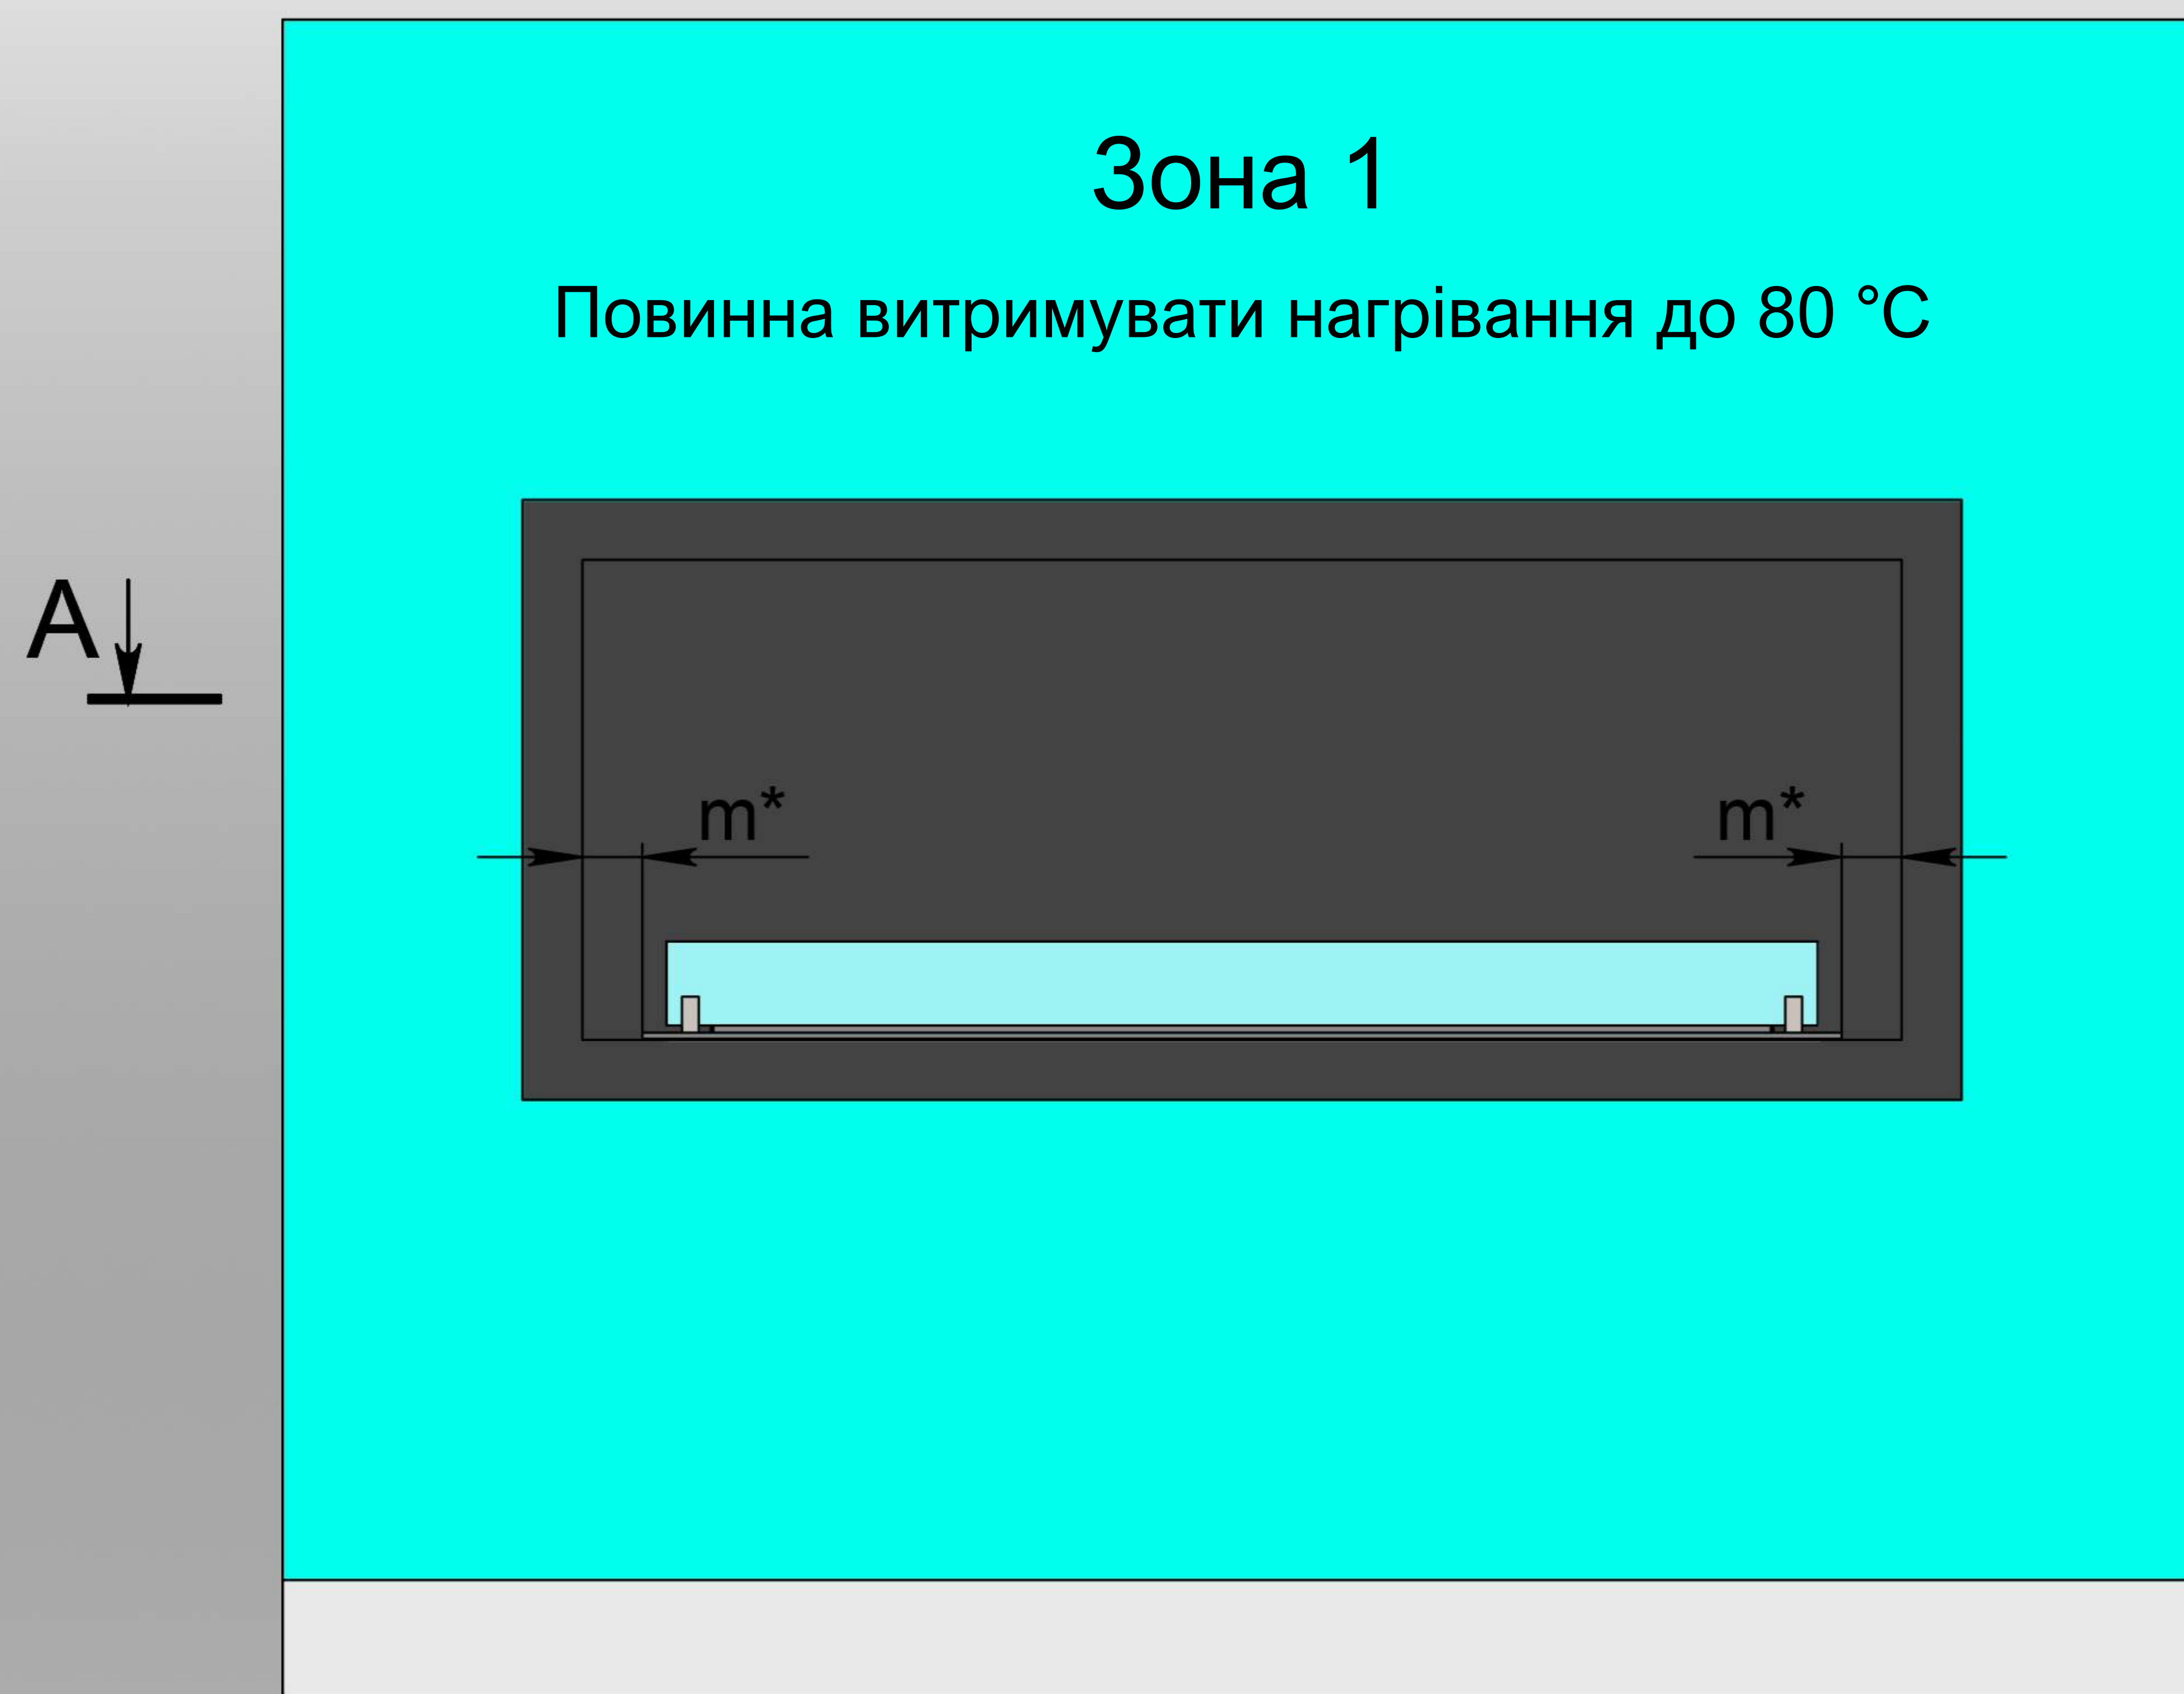 Зона 1
Повинна витримувати нагрівання до 80 °C
A
m* m*